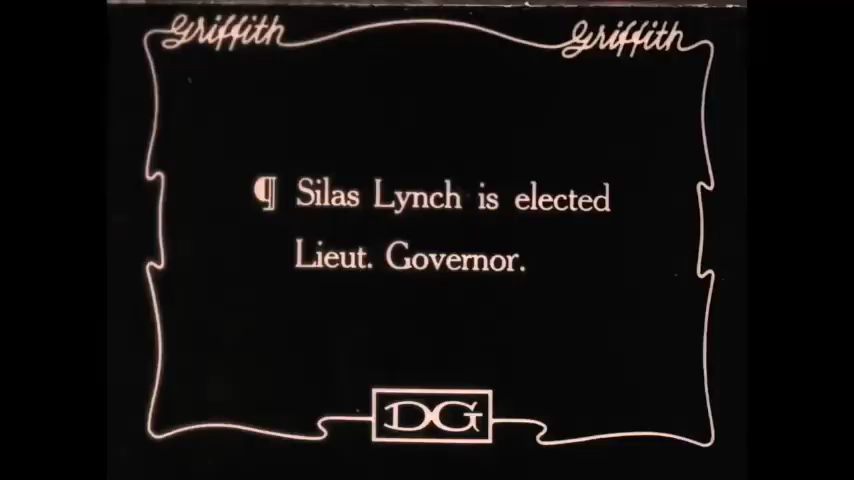 Griffith Griffith
¶ Silas Lynch is elected
Lieut. Governor.
DG